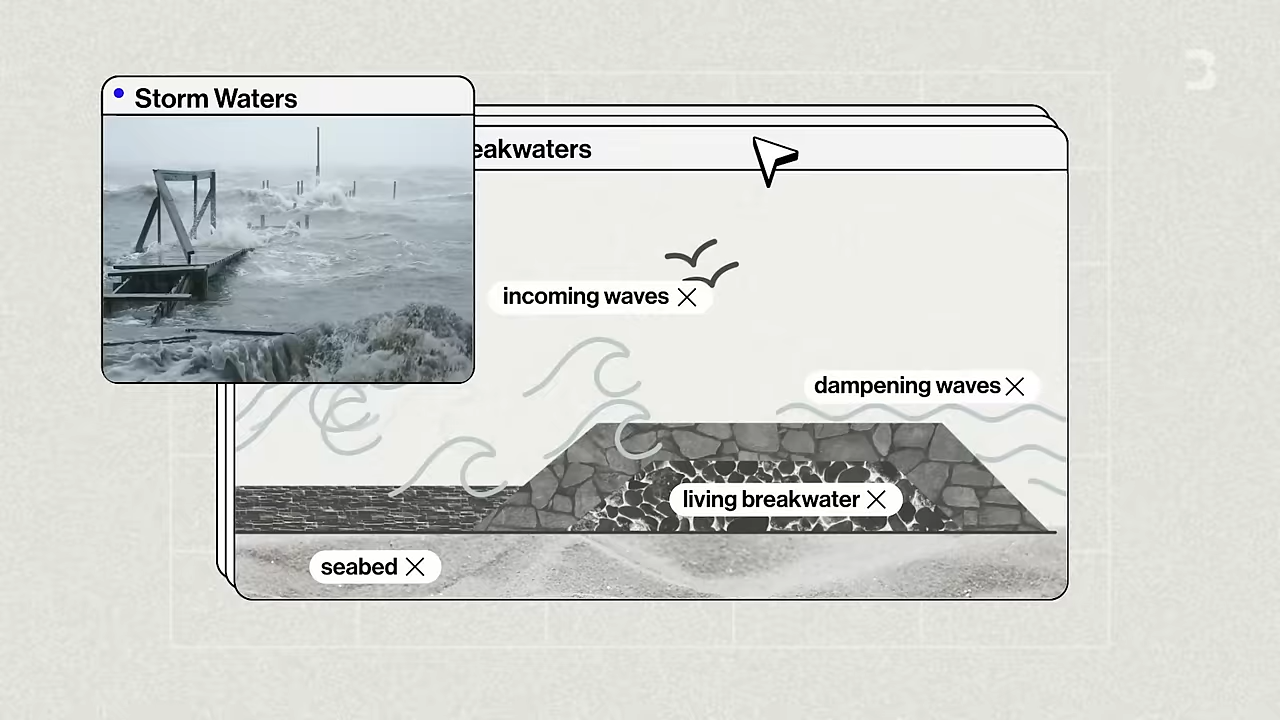 Storm Waters
eakwaters
incoming waves
dampening waves
living breakwater
seabed